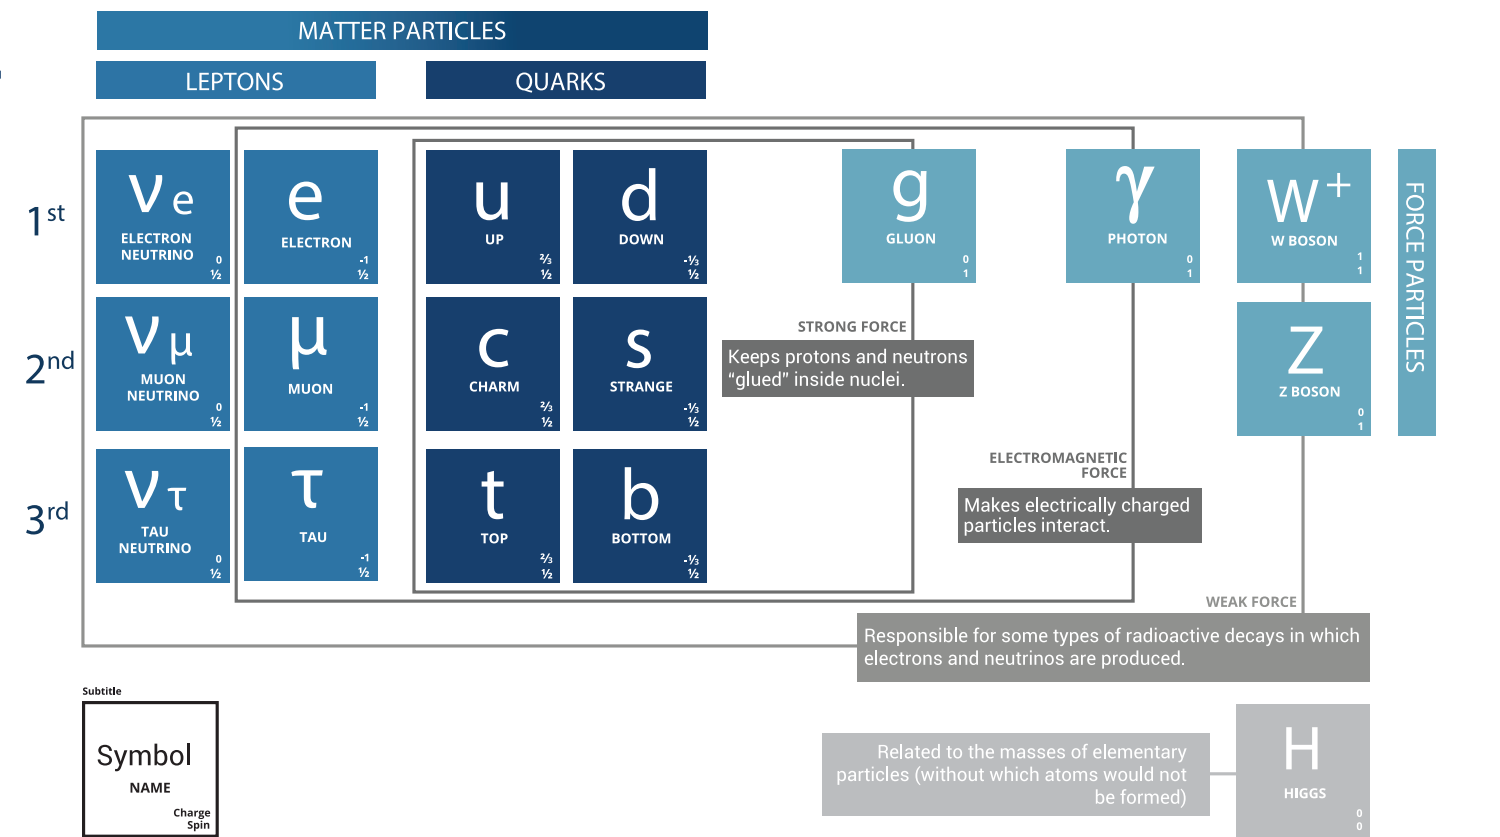 MATTER PARTICLES
LEPTONS
QUARKS
FORCE PARTICLES
1st
2nd
3rd
νe
ELECTRON
NEUTRINO
0
½
e
ELECTRON
-1
½
u
UP
⅔
½
d
DOWN
-⅓
½
g
GLUON
0
1
γ
PHOTON
0
1
W+
W BOSON
1
1
νμ
MUON
NEUTRINO
0
½
μ
MUON
-1
½
c
CHARM
⅔
½
s
STRANGE
-⅓
½
STRONG FORCE
Keeps protons and neutrons
“glued” inside nuclei.
Z
Z BOSON
0
1
ντ
TAU
NEUTRINO
0
½
τ
TAU
-1
½
t
TOP
⅔
½
b
BOTTOM
-⅓
½
ELECTROMAGNETIC
FORCE
Makes electrically charged
particles interact.
WEAK FORCE
Responsible for some types of radioactive decays in which
electrons and neutrinos are produced.
Subtitle
Symbol
NAME
Charge
Spin
Related to the masses of elementary
particles (without which atoms would not
be formed)
H
HIGGS
0
0